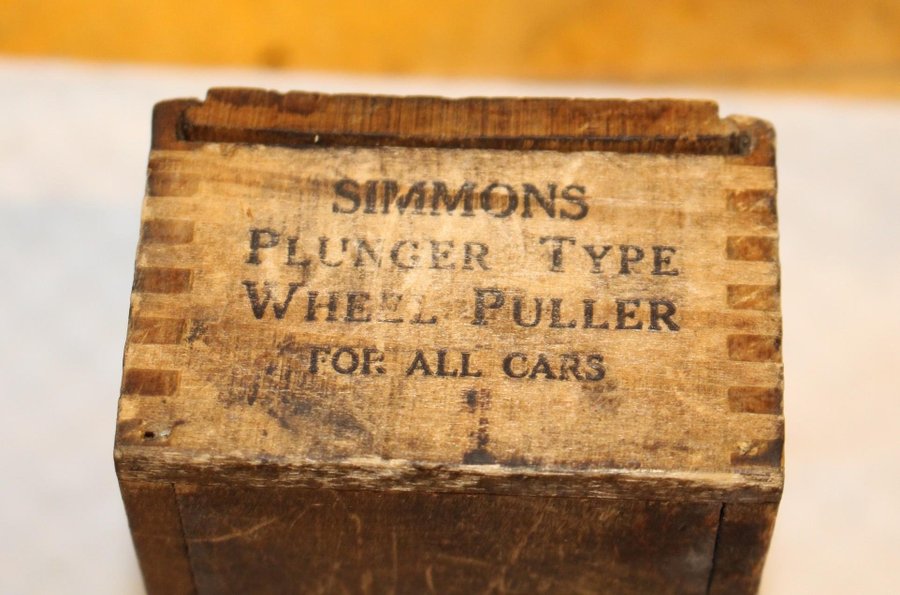 SIMMONS
PLUNGER TYPE
WHEEL PULLER
FOR ALL CARS